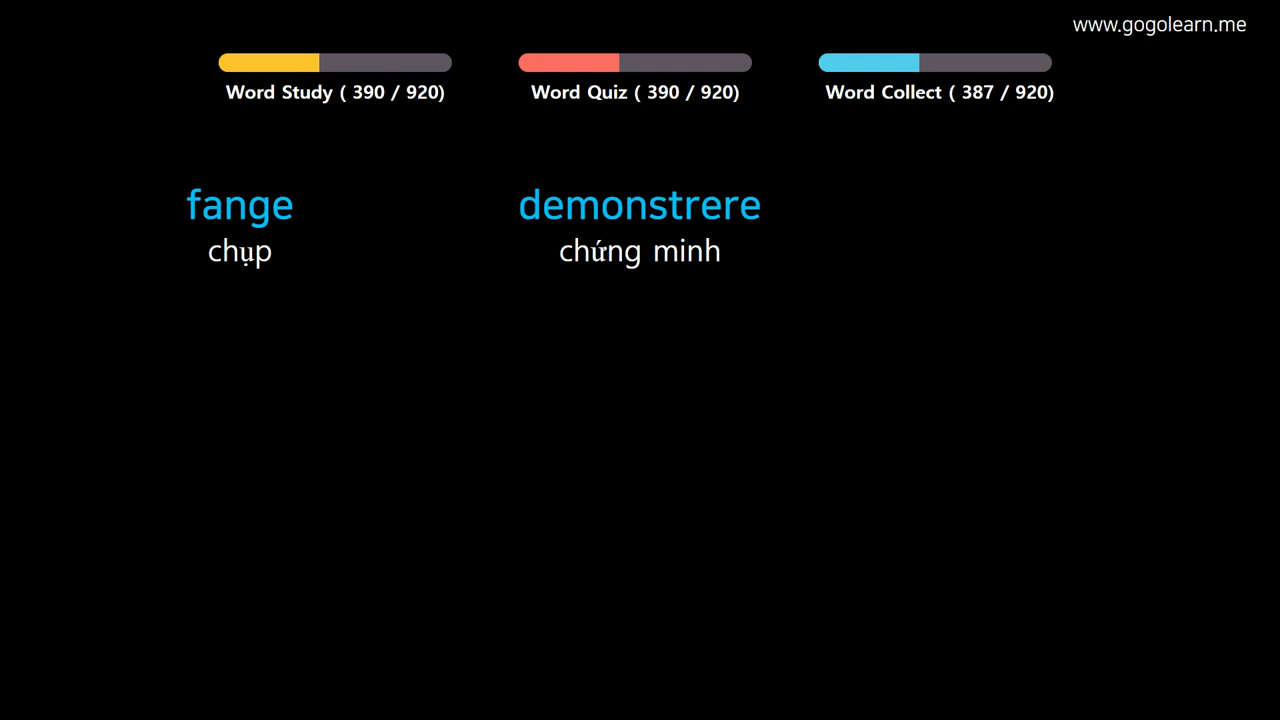 www.gogolearn.me
Word Study ( 390 / 920)
Word Quiz ( 390 / 920)
Word Collect ( 387 / 920)
fange
chụp
demonstrere
chứng minh